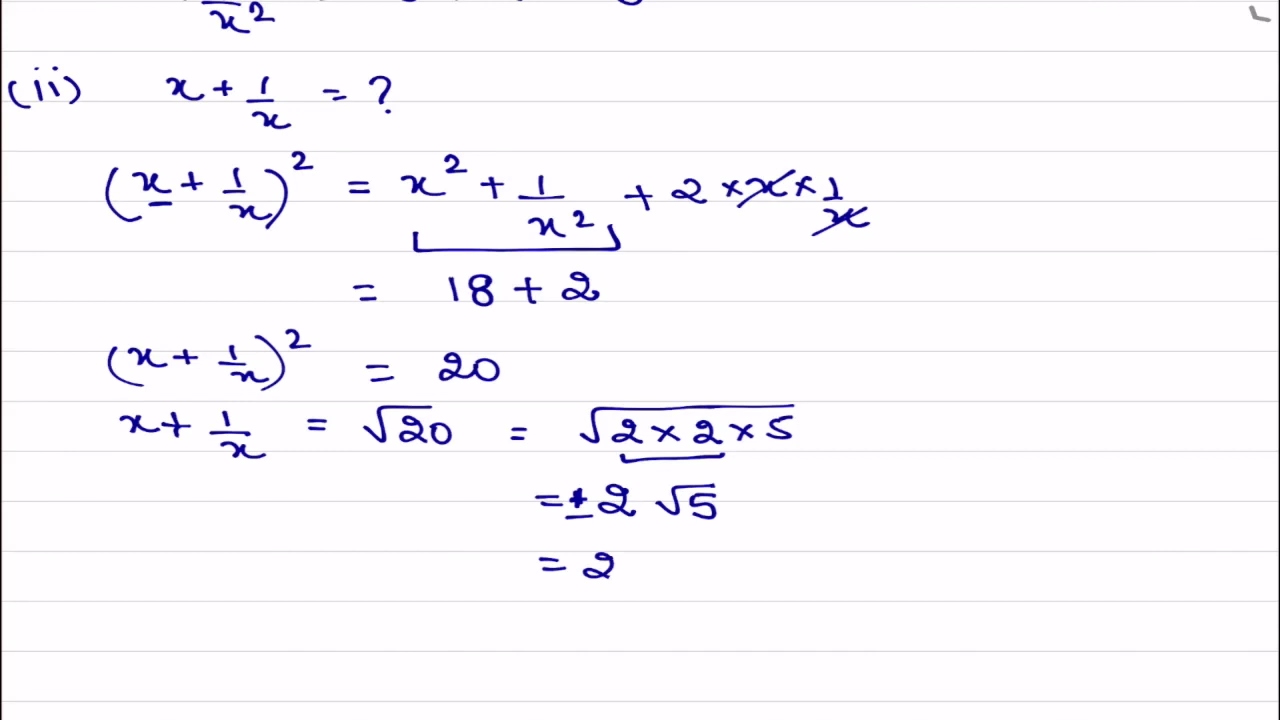 x²
(ii) x + 1/x = ?
(x + 1/x)² = x² + 1/x² + 2 × x × 1/x
= 18 + 2
(x + 1/x)² = 20
x + 1/x = √20 = √2 × 2 × 5
= ± 2 √5
= 2